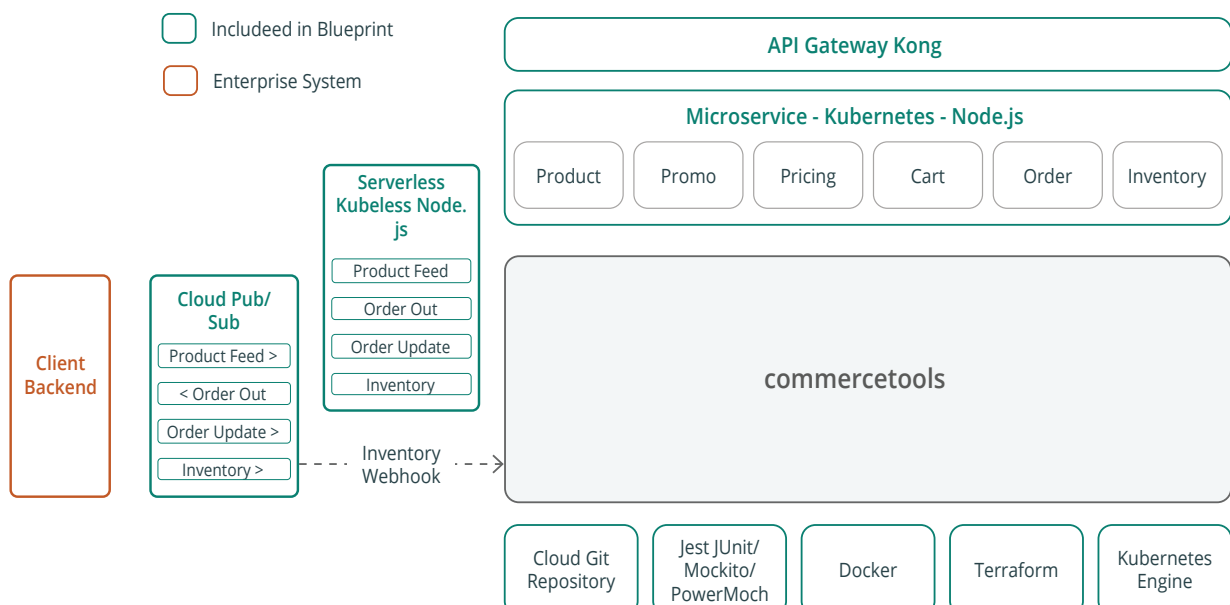 Includeed in Blueprint
Enterprise System
API Gateway Kong
Microservice - Kubernetes - Node.js
Product
Promo
Pricing
Cart
Order
Inventory
Serverless
Kubeless Node.
js
Product Feed
Order Out
Order Update
Inventory
Cloud Pub/
Sub
Product Feed >
< Order Out
Order Update >
Inventory >
Client
Backend
Inventory
Webhook
commercetools
Cloud Git
Repository
Jest JUnit/
Mockito/
PowerMoch
Docker
Terraform
Kubernetes
Engine